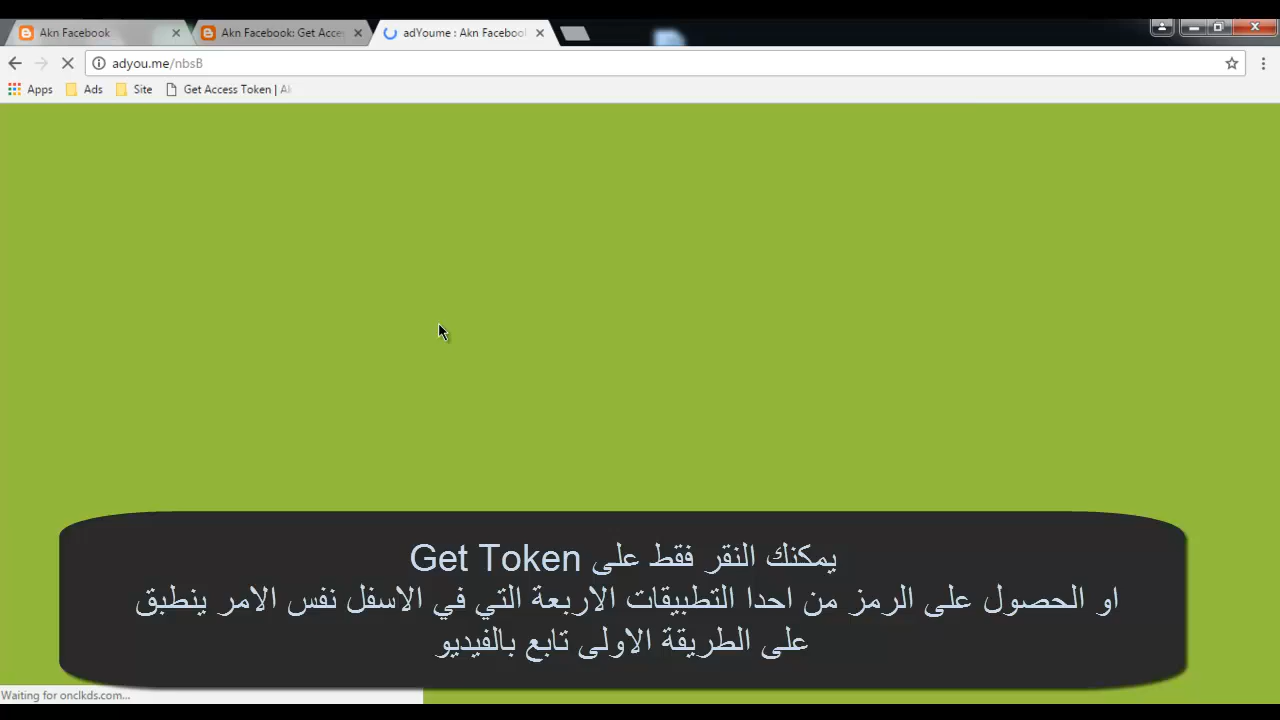 Akn Facebook
Akn Facebook: Get Acce
adYoume : Akn Facebook
adyou.me/nbsB
Apps Ads Site Get Access Token | Ak
يمكنك النقر فقط على Get Token
او الحصول على الرمز من احدا التطبيقات الاربعة التي في الاسفل نفس الامر ينطبق
على الطريقة الاولى تابع بالفيديو
Waiting for onclkds.com...